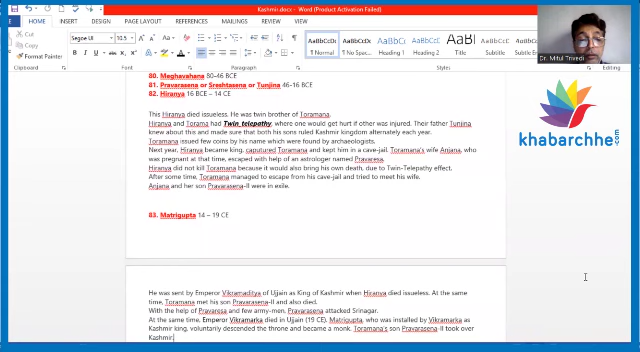 Kashmir.docx - Word (Product Activation Failed)
FILE HOME INSERT DESIGN PAGE LAYOUT REFERENCES MAILINGS REVIEW VIEW
Cut
Copy
Format Painter
Clipboard
Segoe UI 10.5
Font
Paragraph
AaBbCcDc AaBbCcDc AaBbCc AaBbCcC AaBl AaBbCcC AaBbCcDc
¶ Normal ¶ No Spac... Heading 1 Heading 2 Title Subtitle Subtle
Styles
Editing
Dr. Mitul Trivedi
80. Meghavahana 80-46 BCE
81. Pravarasena or Sreshtasena or Tunjina 46-16 BCE
82. Hiranya 16 BCE – 14 CE
This Hiranya died issueless. He was twin brother of Toramana.
Hiranya and Torama had Twin telepathy, where one would get hurt if other was injured. Their father Tunjina
knew about this and made sure that both his sons ruled Kashmir kingdom alternately each year.
Toramana issued few coins by his name which were found by archaeologists.
Next year, Hiranya became king, caputured Toramana and kept him in a cave-jail. Toramana's wife Anjana, who
was pregnant at that time, escaped with help of an astrologer named Pravaresa.
Hiranya did not kill Toramana because it would also bring his own death, due to Twin-Telepathy effect.
After some time, Toramana managed to escape from his cave-jail and tried to meet his wife.
Anjana and her son Pravarasena-II were in exile.
83. Matrigupta 14 – 19 CE
He was sent by Emperor Vikramaditya of Ujjain as King of Kashmir when Hiranya died issueless. At the same
time, Toramana met his son Pravarasena-II and also died.
With the help of Pravaresa and few army-men, Pravarasena attacked Srinagar.
At the same time, Emperor Vikramarka died in Ujjain (19 CE). Matrigupta, who was installed by Vikramarka as
Kashmir king, voluntarily descended the throne and became a monk. Toramana's son Pravarasena-II took over
Kashmir.
khabarchhe.com